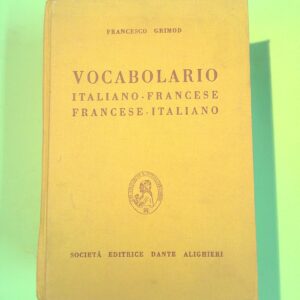 FRANCESCO GRIMOD
VOCABOLARIO
ITALIANO-FRANCESE
FRANCESE-ITALIANO
SOCIETÀ EDITRICE DANTE ALIGHIERI